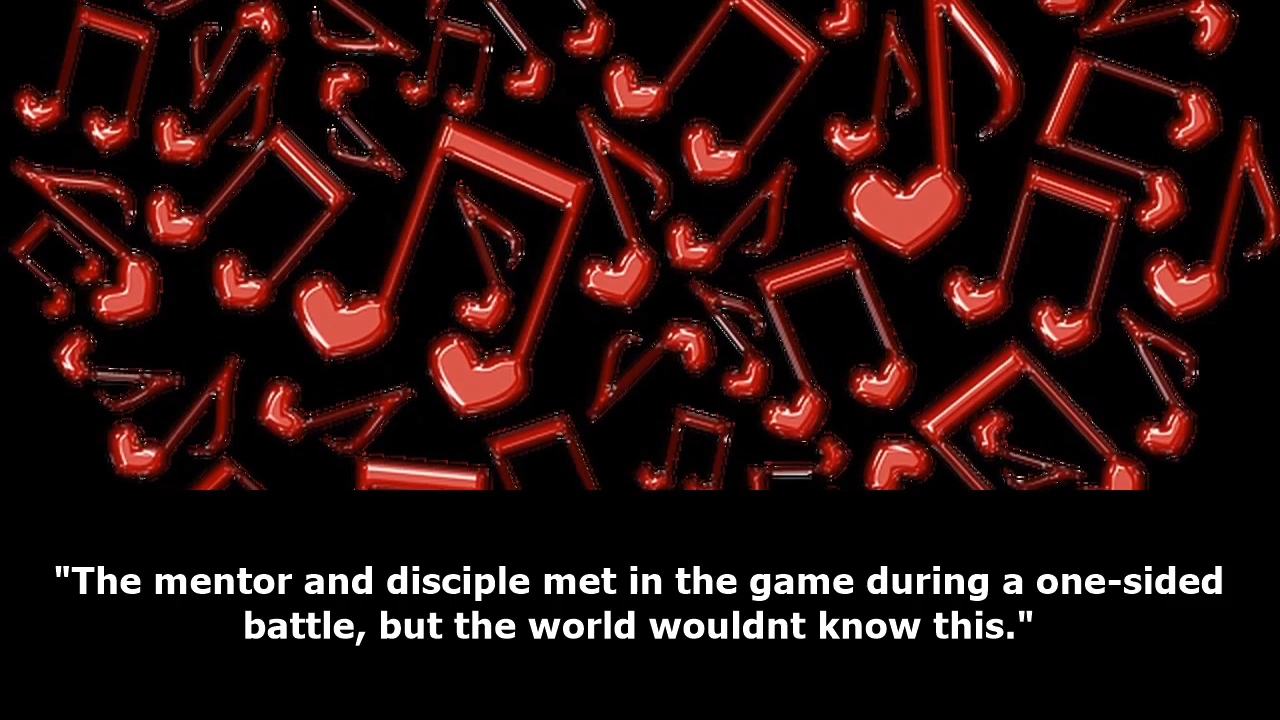 "The mentor and disciple met in the game during a one-sided
battle, but the world wouldnt know this."